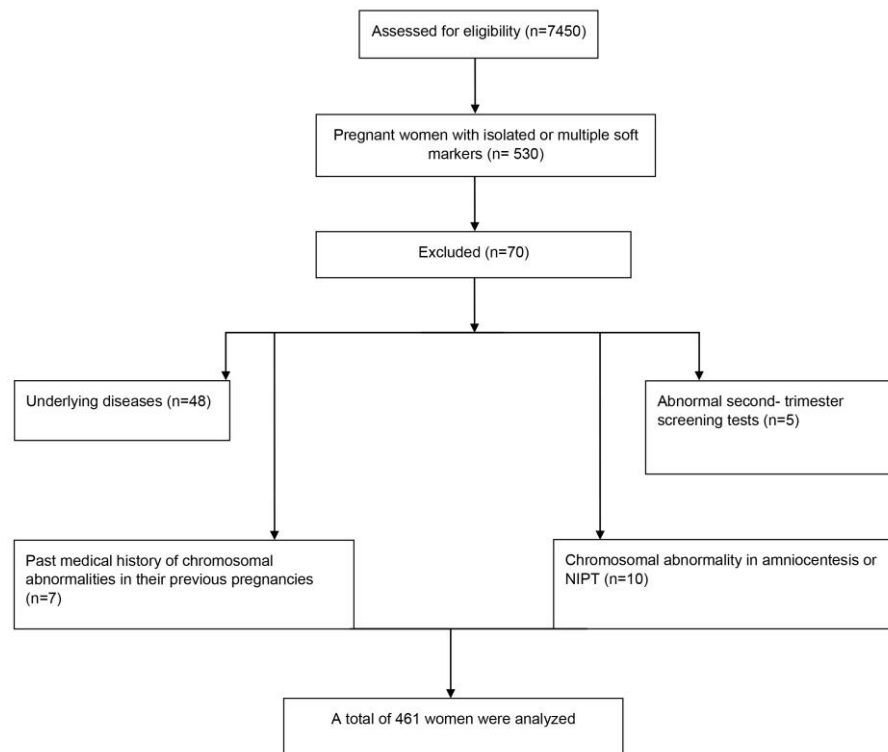 Assessed for eligibility (n=7450)
Pregnant women with isolated or multiple soft
markers (n= 530)
Excluded (n=70)
Underlying diseases (n=48)
Abnormal second- trimester
screening tests (n=5)
Past medical history of chromosomal
abnormalities in their previous pregnancies
(n=7)
Chromosomal abnormality in amniocentesis or
NIPT (n=10)
A total of 461 women were analyzed